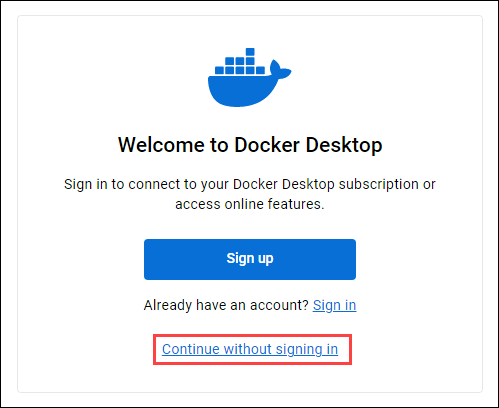 Welcome to Docker Desktop
Sign in to connect to your Docker Desktop subscription or
access online features.
Sign up
Already have an account? Sign in
Continue without signing in